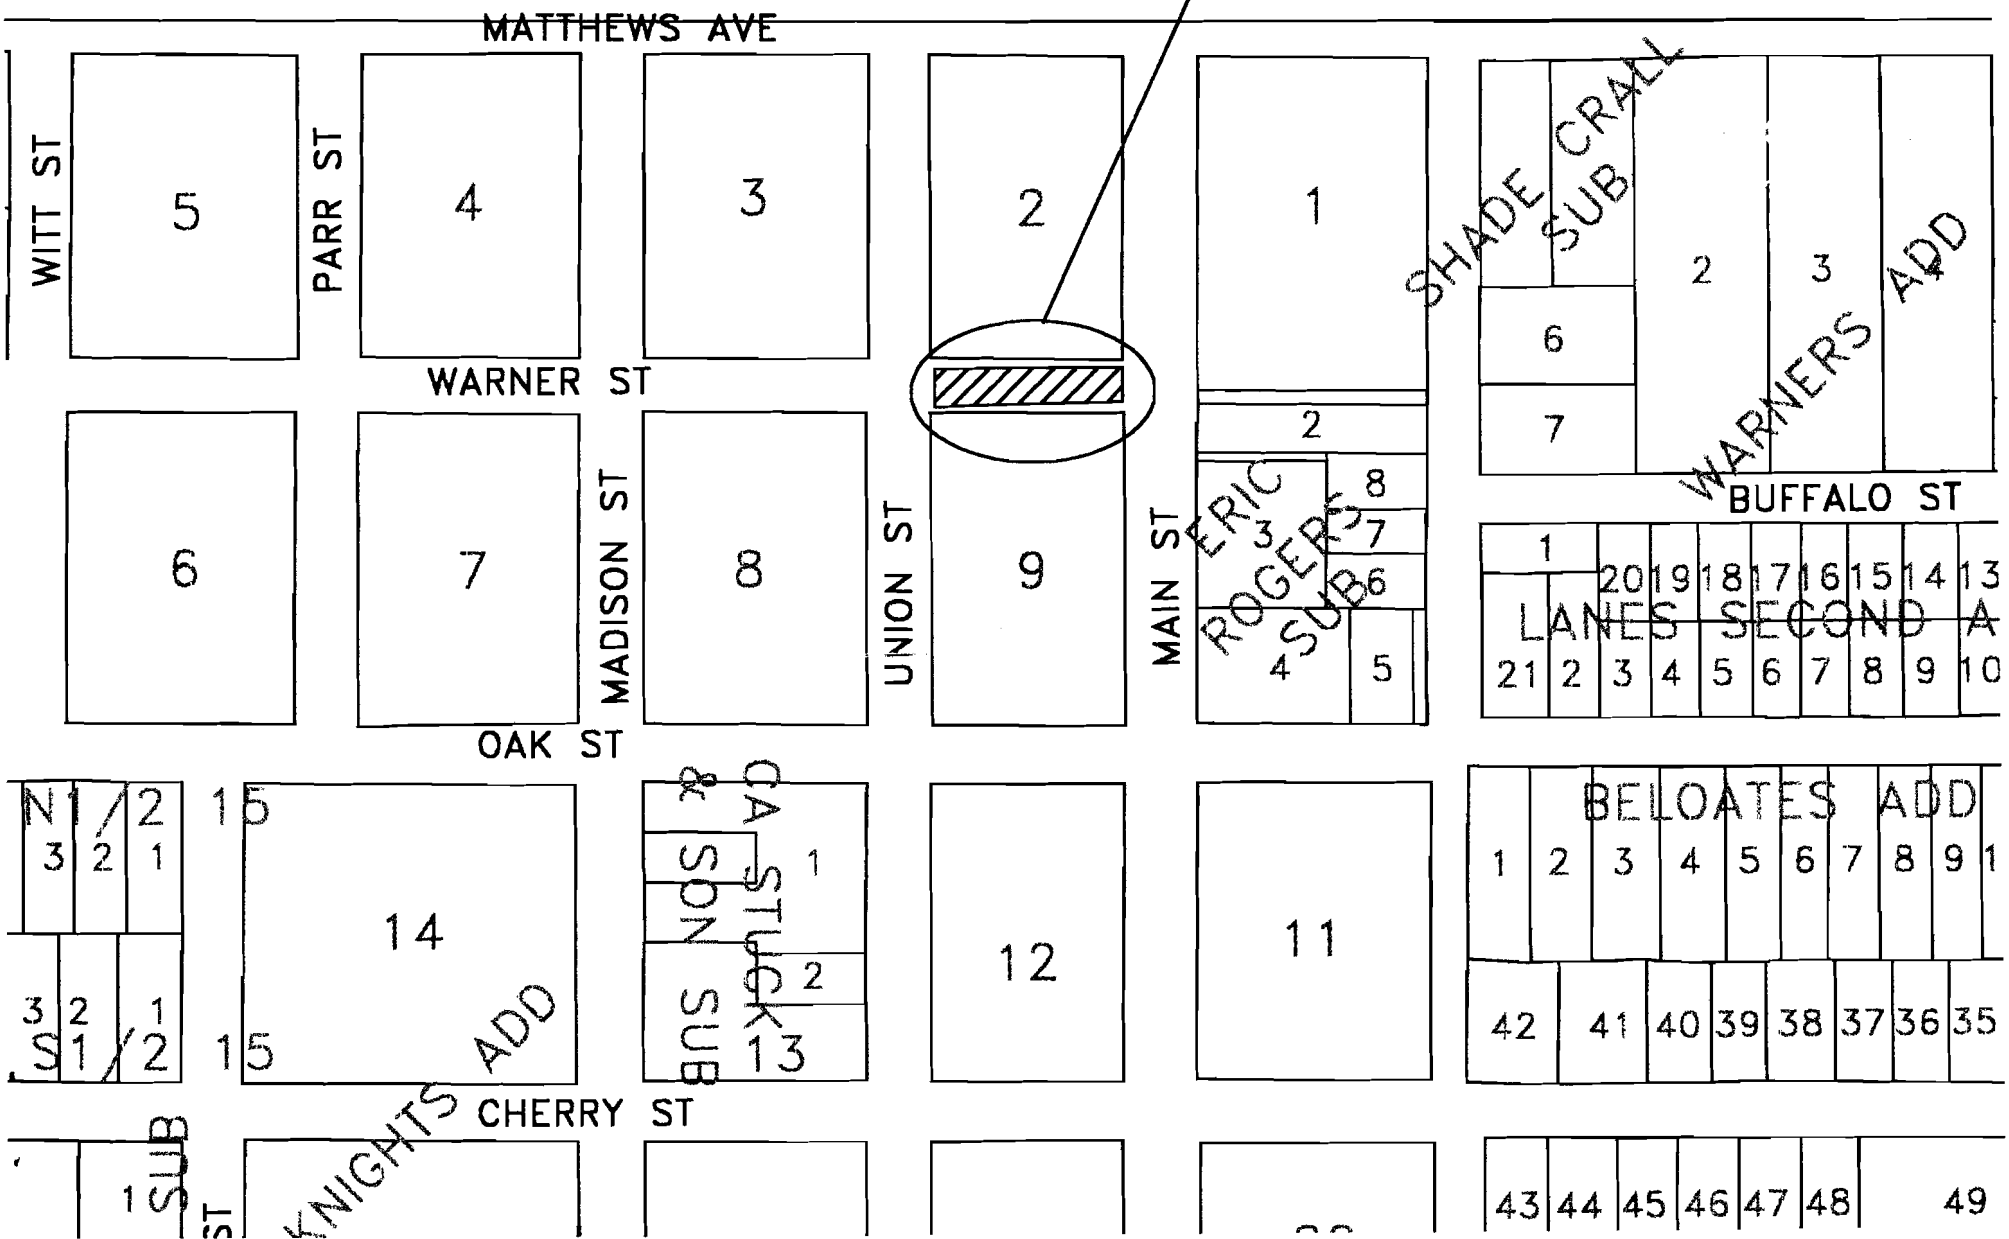 MATTHEWS AVE
WITT ST
5
PARR ST
4
3
2
1
SHADE CRALL
SUB
2
3
4
6
7
WARNERS ADD
WARNER ST
2
3
8
7
6
4
5
ERIC
ROGERS
SUB
BUFFALO ST
6
7
MADISON ST
8
UNION ST
9
MAIN ST
1
20 19 18 17 16 15 14 13
LANES SECOND A
21 2 3 4 5 6 7 8 9 10
OAK ST
N1/2 15
3 2 1
3 2 1
S1/2 15
14
CA STUCK
& SON SUB
1
2
13
12
11
BELOATES ADD
1 2 3 4 5 6 7 8 9 1
42 41 40 39 38 37 36 35
KNIGHTS ADD
CHERRY ST
SUB
1
ST
43 44 45 46 47 48 49